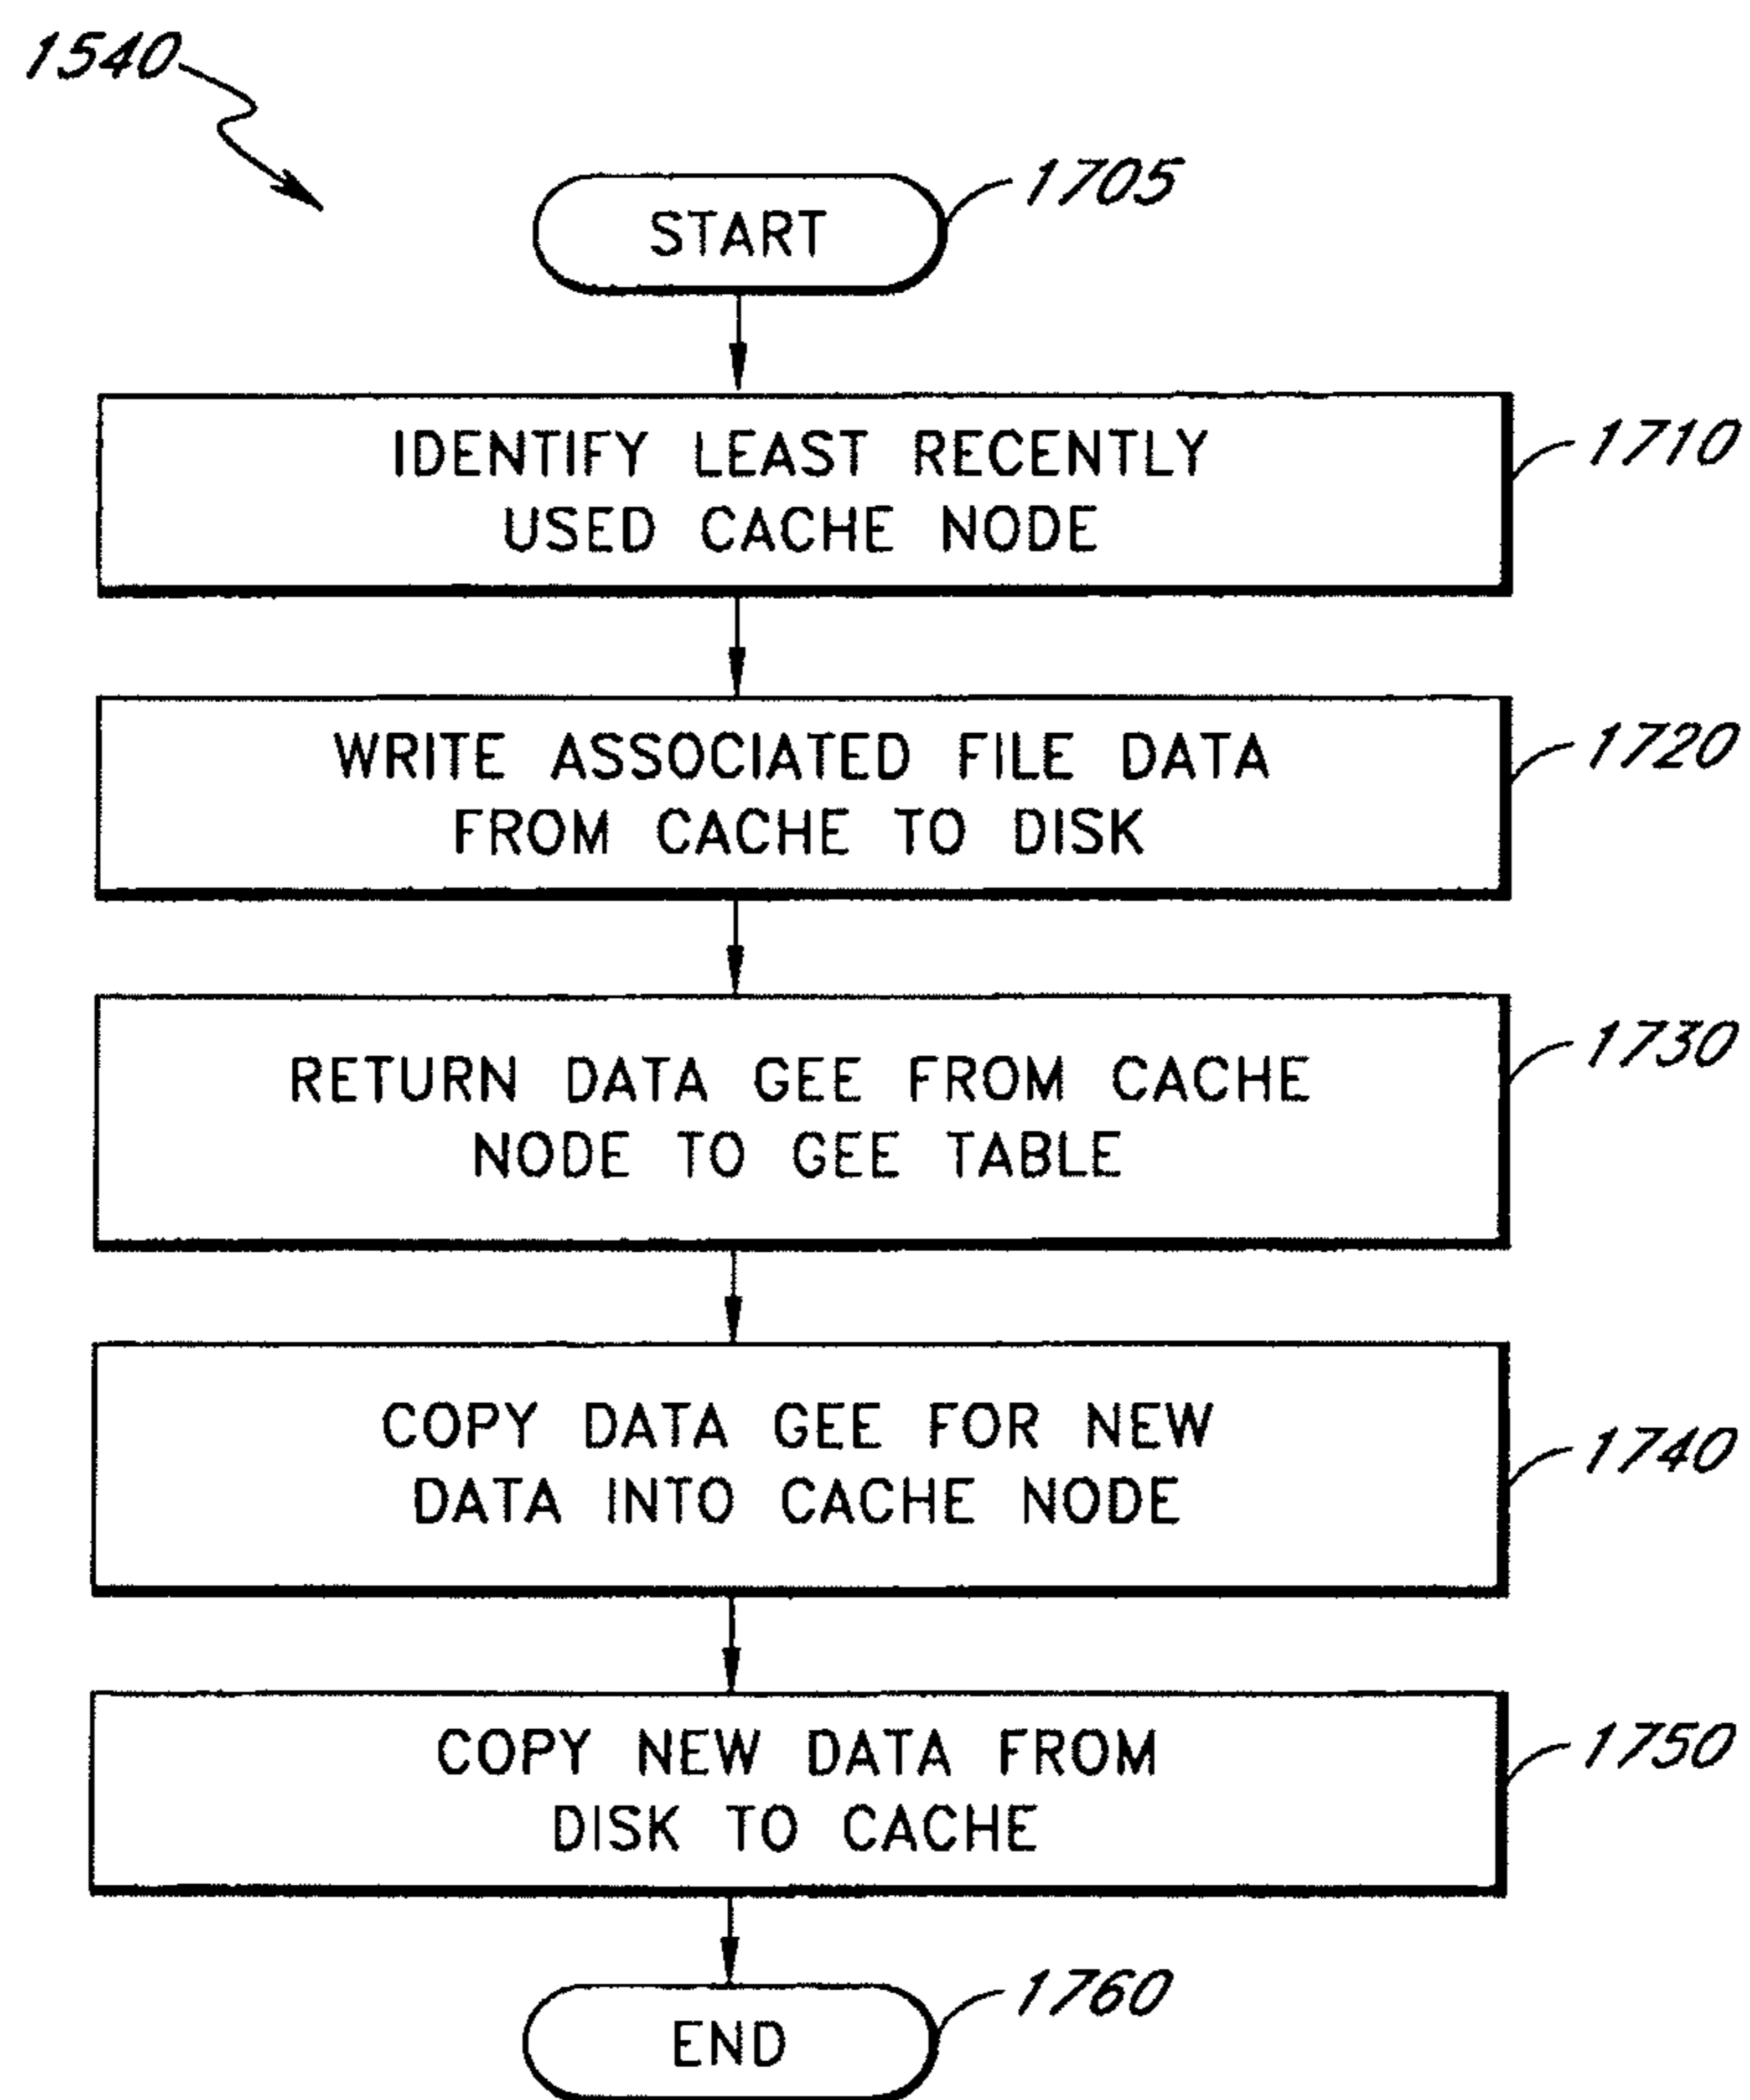 1540
START
1705
IDENTIFY LEAST RECENTLY
USED CACHE NODE
1710
WRITE ASSOCIATED FILE DATA
FROM CACHE TO DISK
1720
RETURN DATA GEE FROM CACHE
NODE TO GEE TABLE
1730
COPY DATA GEE FOR NEW
DATA INTO CACHE NODE
1740
COPY NEW DATA FROM
DISK TO CACHE
1750
END
1760